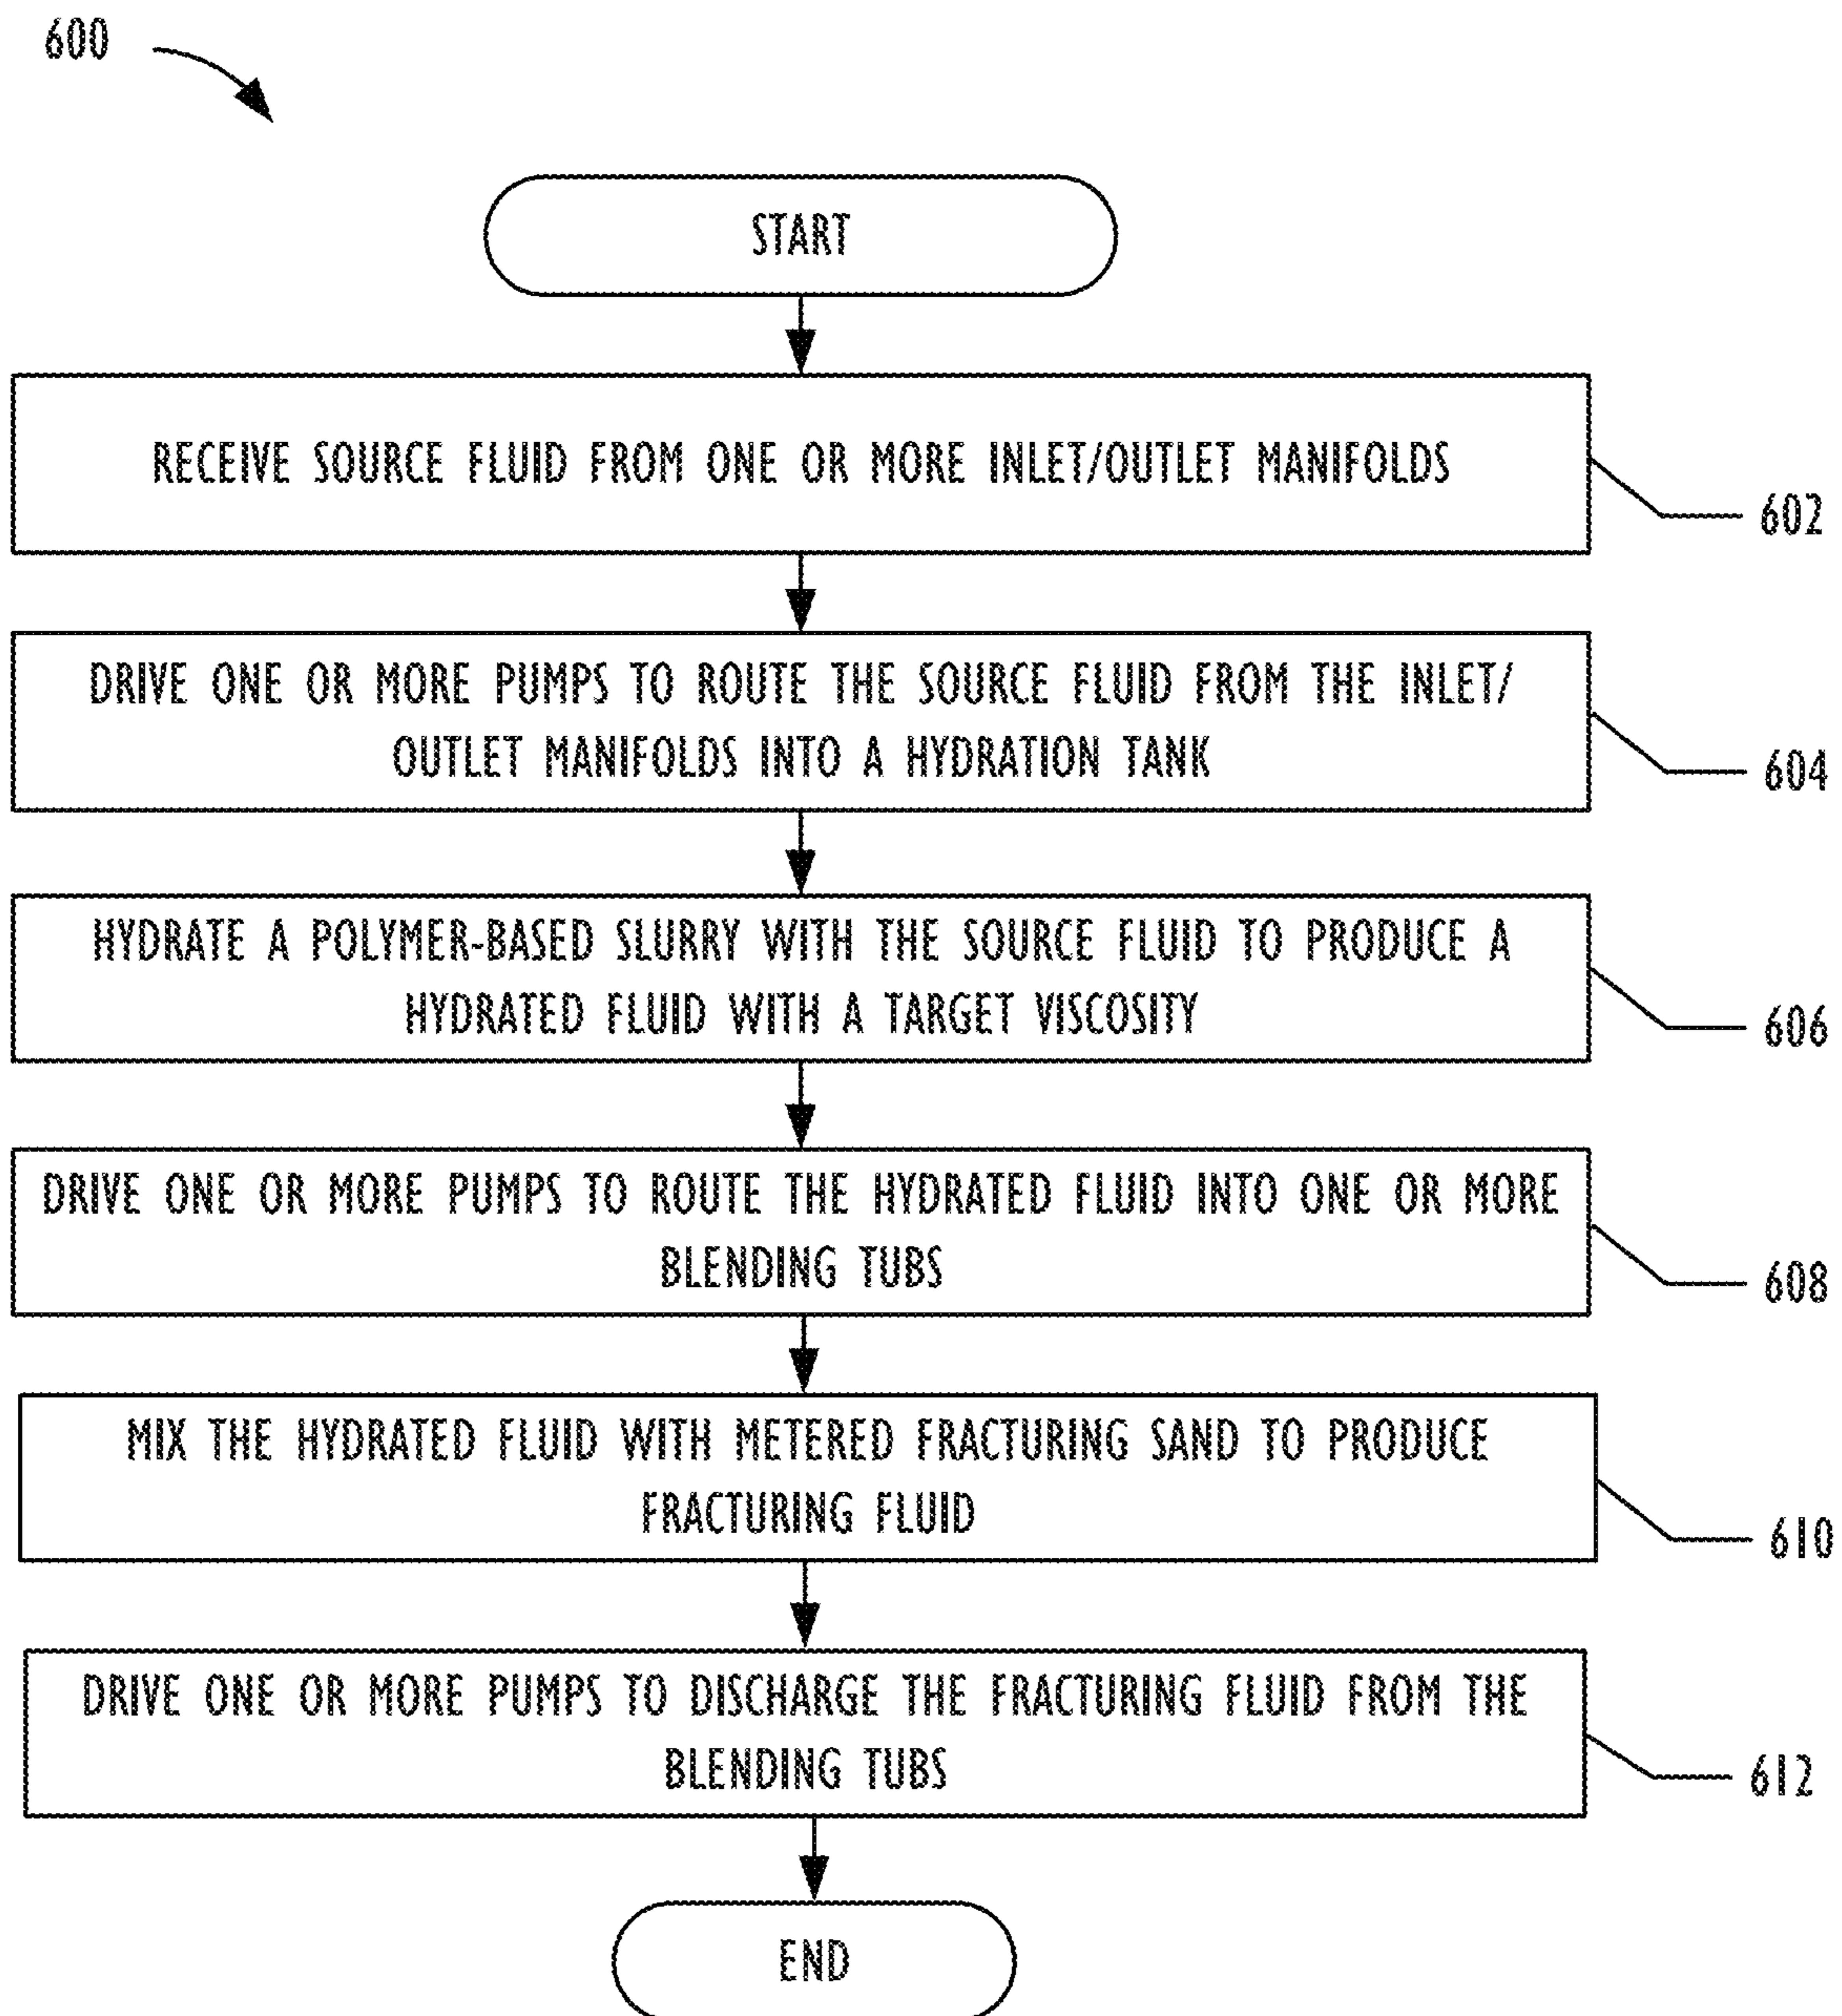 600
START
RECEIVE SOURCE FLUID FROM ONE OR MORE INLET/OUTLET MANIFOLDS
602
DRIVE ONE OR MORE PUMPS TO ROUTE THE SOURCE FLUID FROM THE INLET/
OUTLET MANIFOLDS INTO A HYDRATION TANK
604
HYDRATE A POLYMER-BASED SLURRY WITH THE SOURCE FLUID TO PRODUCE A
HYDRATED FLUID WITH A TARGET VISCOSITY
606
DRIVE ONE OR MORE PUMPS TO ROUTE THE HYDRATED FLUID INTO ONE OR MORE
BLENDING TUBS
608
MIX THE HYDRATED FLUID WITH METERED FRACTURING SAND TO PRODUCE
FRACTURING FLUID
610
DRIVE ONE OR MORE PUMPS TO DISCHARGE THE FRACTURING FLUID FROM THE
BLENDING TUBS
612
END